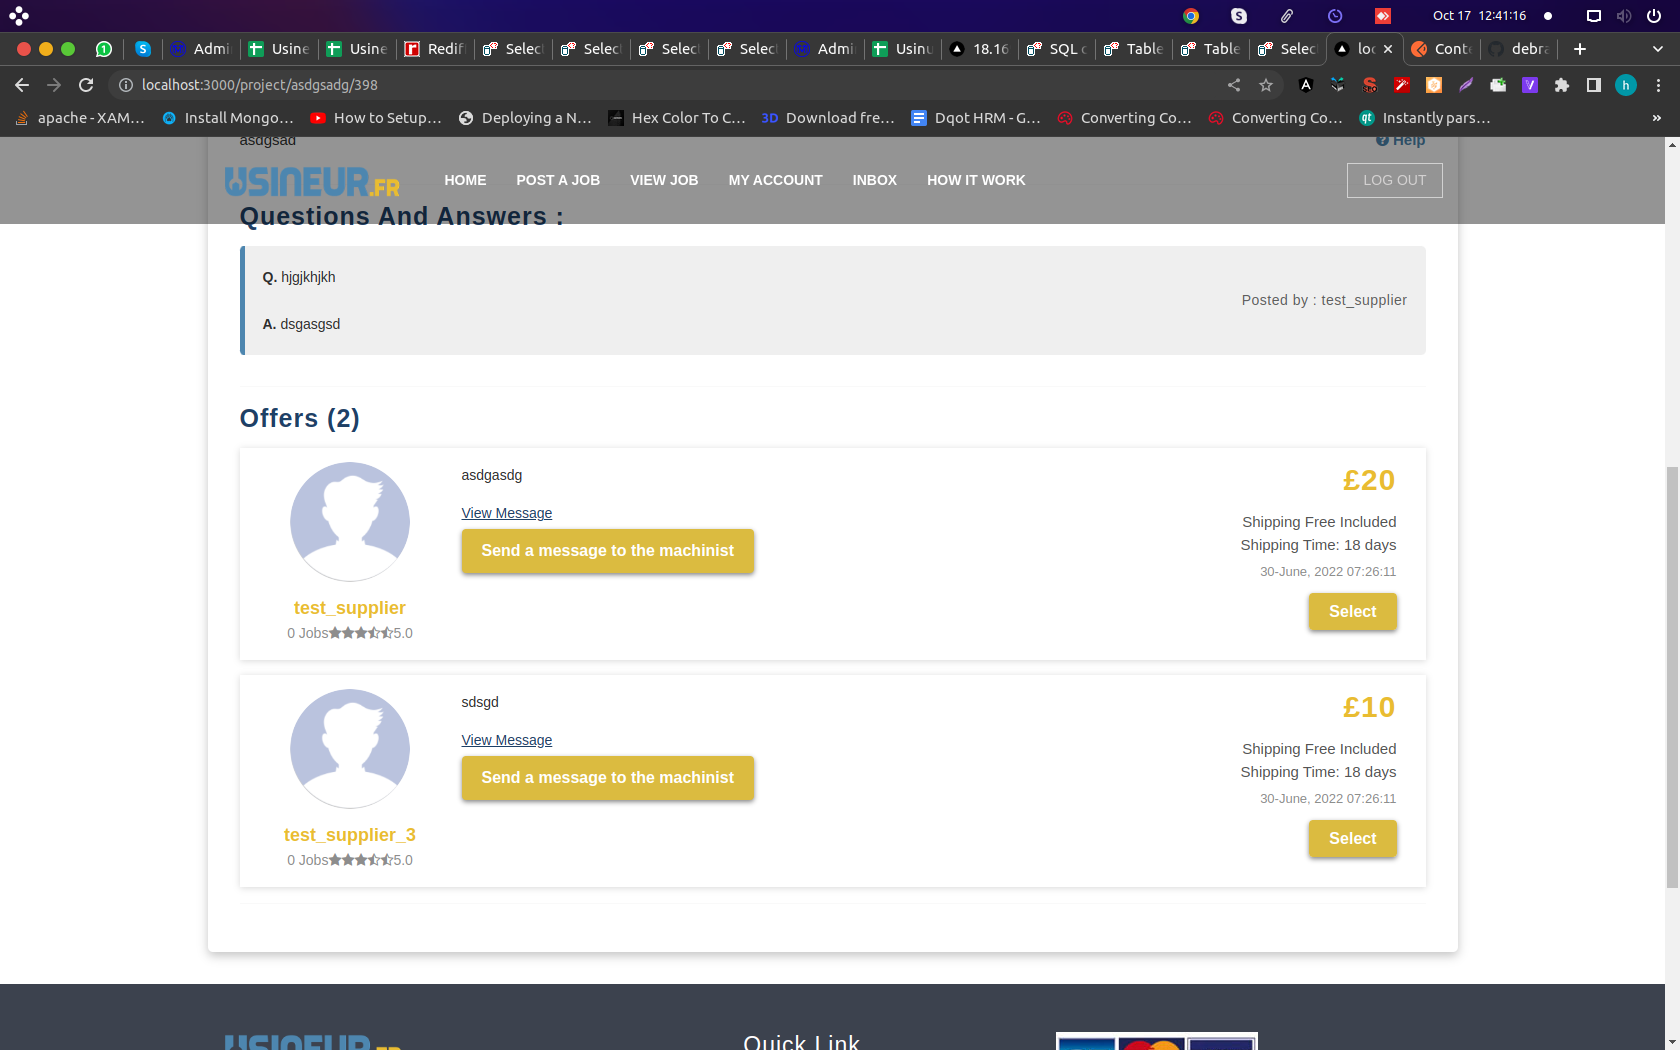 Oct 17 12:41:16
Admi
Usine
Usine
Redif
Selec
Selec
Selec
Selec
Admi
Usinu
18.16
SQL c
Table
Table
Selec
loc
Conte
debra
localhost:3000/project/asdgsadg/398
apache - XAM…
Install Mongo…
How to Setup…
Deploying a N…
Hex Color To C…
3D Download fre…
Dqot HRM - G…
Converting Co…
Converting Co…
qt Instantly pars…
»
asdgsad
Help
USINEUR.FR
HOME
POST A JOB
VIEW JOB
MY ACCOUNT
INBOX
HOW IT WORK
LOG OUT
Questions And Answers :
Q. hjgjkhjkh
Posted by : test_supplier
A. dsgasgsd
Offers (2)
asdgasdg
£20
View Message
Shipping Free Included
Send a message to the machinist
Shipping Time: 18 days
30-June, 2022 07:26:11
test_supplier
Select
0 Jobs 5.0
sdsgd
£10
View Message
Shipping Free Included
Send a message to the machinist
Shipping Time: 18 days
30-June, 2022 07:26:11
test_supplier_3
Select
0 Jobs 5.0
USINEUR.FR
Quick Link